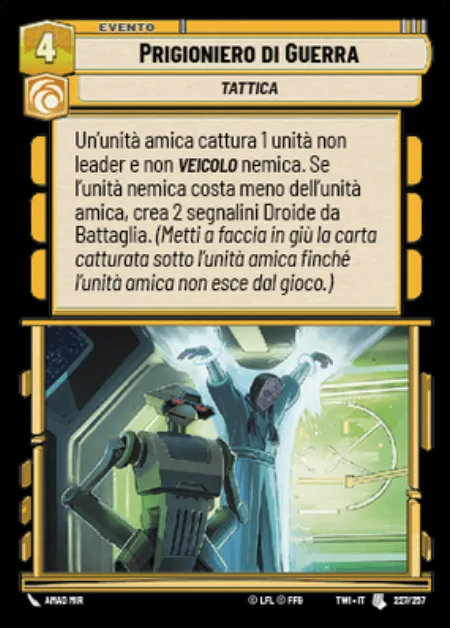 EVENTO
4
PRIGIONIERO DI GUERRA
TATTICA
Un'unità amica cattura 1 unità non
leader e non VEICOLO nemica. Se
l'unità nemica costa meno dell'unità
amica, crea 2 segnalini Droide da
Battaglia. (Metti a faccia in giù la carta
catturata sotto l'unità amica finché
l'unità amica non esce dal gioco.)
AMAD MIR
© LFL © FFG
TWI • IT
227/257